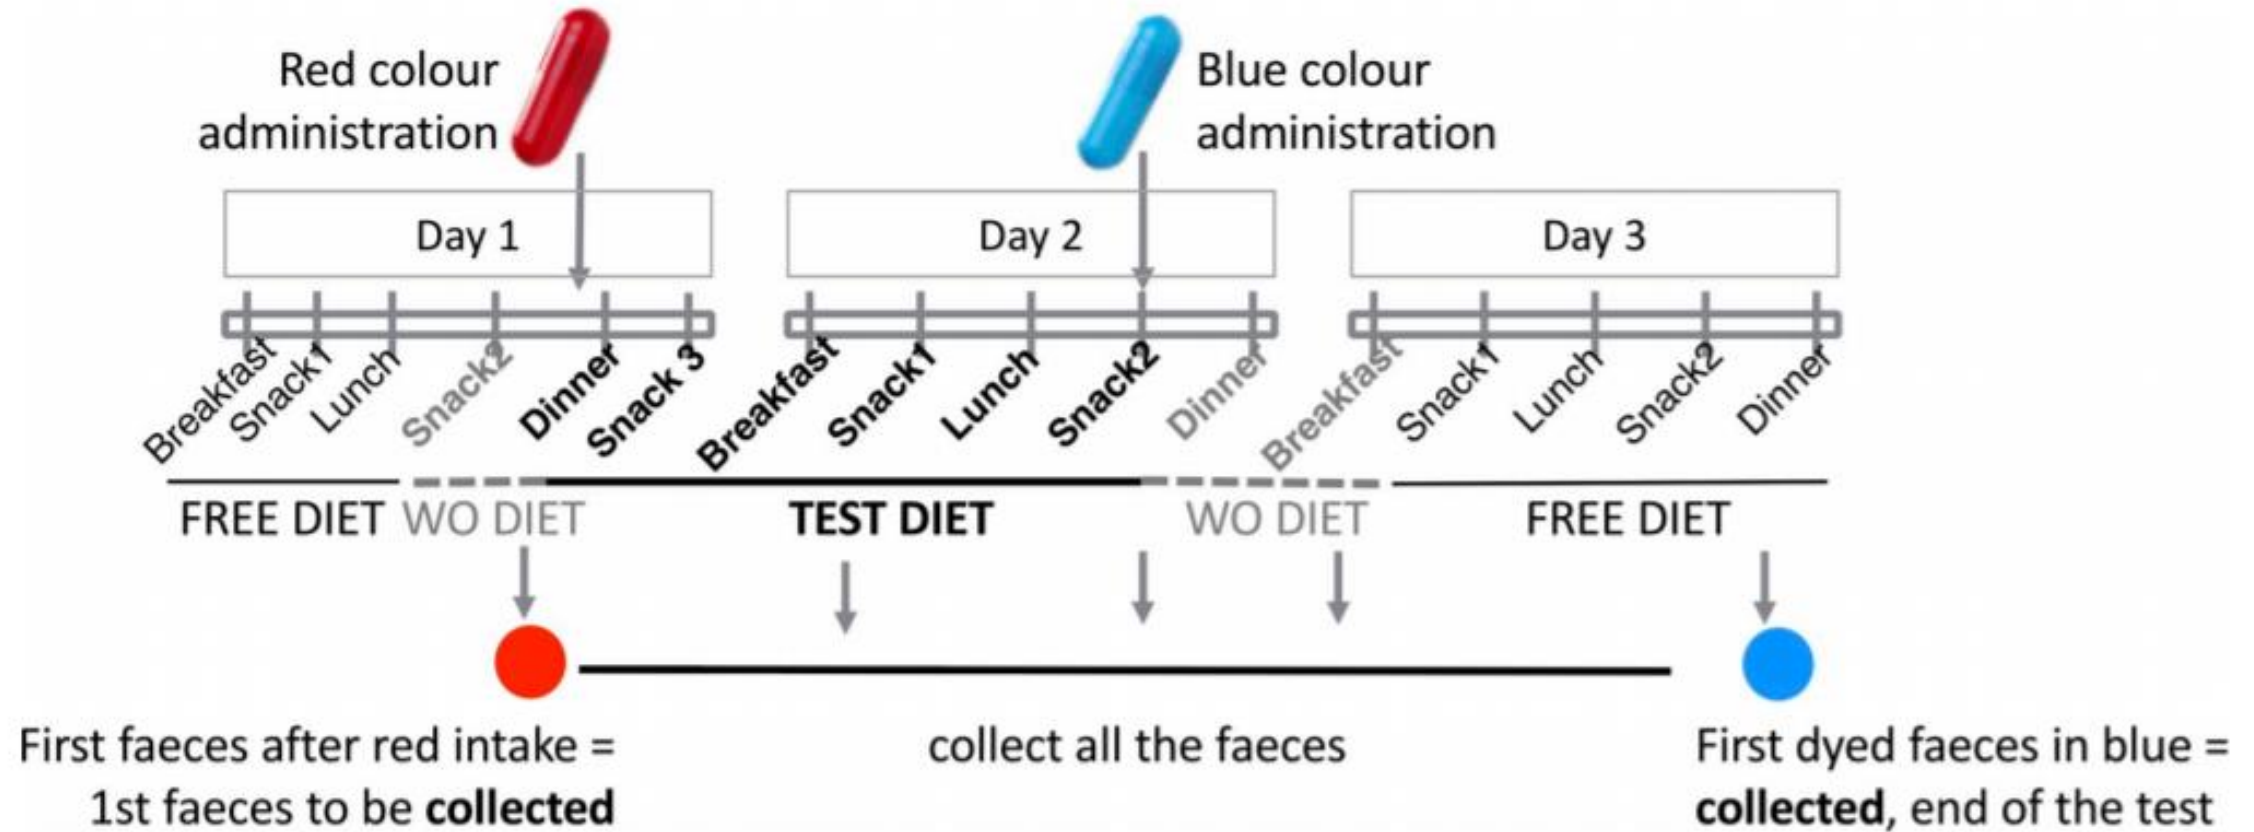 Red colour
administration
Blue colour
administration
Day 1
Day 2
Day 3
Breakfast
Snack1
Lunch
Snack2
Dinner
Snack 3
Breakfast
Snack1
Lunch
Snack2
Dinner
Breakfast
Snack1
Lunch
Snack2
Dinner
FREE DIET
WO DIET
TEST DIET
WO DIET
FREE DIET
First faeces after red intake =
1st faeces to be collected
collect all the faeces
First dyed faeces in blue =
collected, end of the test